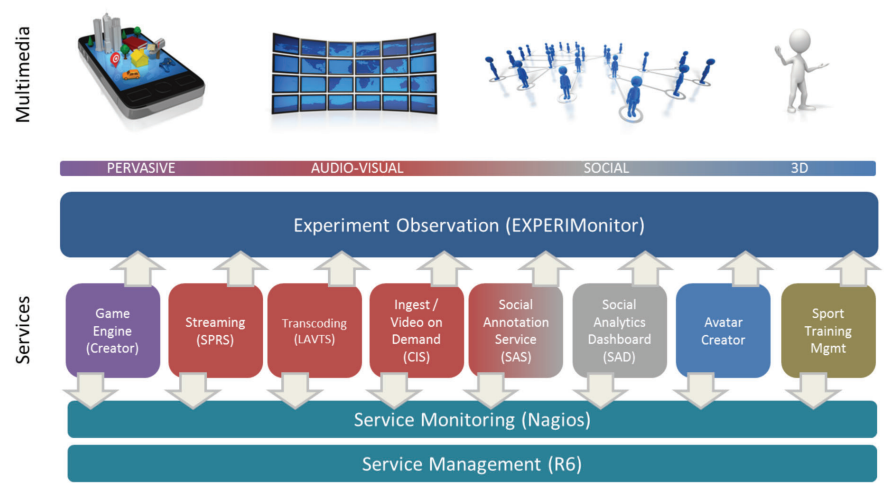 Multimedia
PERVASIVE
AUDIO-VISUAL
SOCIAL
3D
Experiment Observation (EXPERIMonitor)
Services
Game
Engine
(Creator)
Streaming
(SPRS)
Transcoding
(LAVTS)
Ingest /
Video on
Demand
(CIS)
Social
Annotation
Service
(SAS)
Social
Analytics
Dashboard
(SAD)
Avatar
Creator
Sport
Training
Mgmt
Service Monitoring (Nagios)
Service Management (R6)